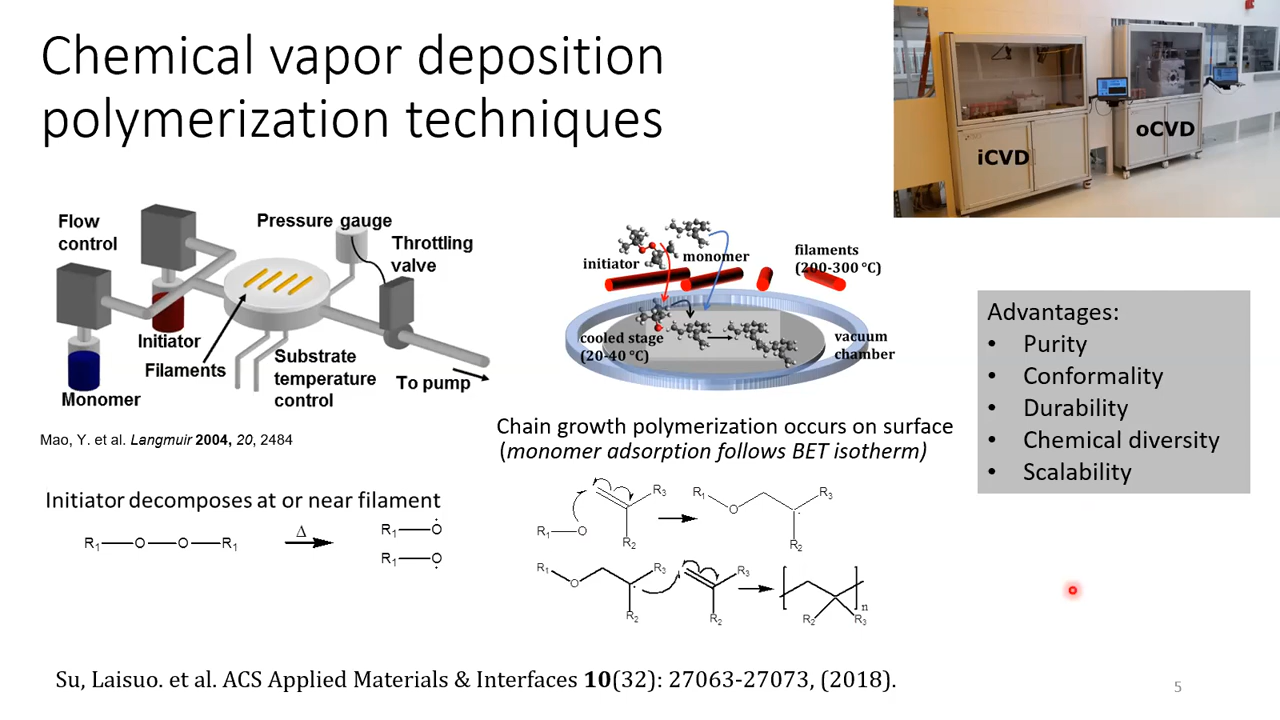 Chemical vapor deposition
polymerization techniques
iCVD
oCVD
Flow
control
Pressure gauge
Throttling
valve
Initiator
Filaments
Substrate
temperature
control
To pump
Monomer
Mao, Y. et al. Langmuir 2004, 20, 2484
initiator
monomer
filaments
(200-300 °C)
cooled stage
(20-40 °C)
vacuum
chamber
Advantages:
• Purity
• Conformality
• Durability
• Chemical diversity
• Scalability
Chain growth polymerization occurs on surface
(monomer adsorption follows BET isotherm)
Initiator decomposes at or near filament
R1—O—O—R1
Δ
R1—O
R1—O
R1—O
R3
R2
R1
O
R3
R2
R1
O
R3
R2
R3
R2
n
R2
R3
Su, Laisuo. et al. ACS Applied Materials & Interfaces 10(32): 27063-27073, (2018).
5